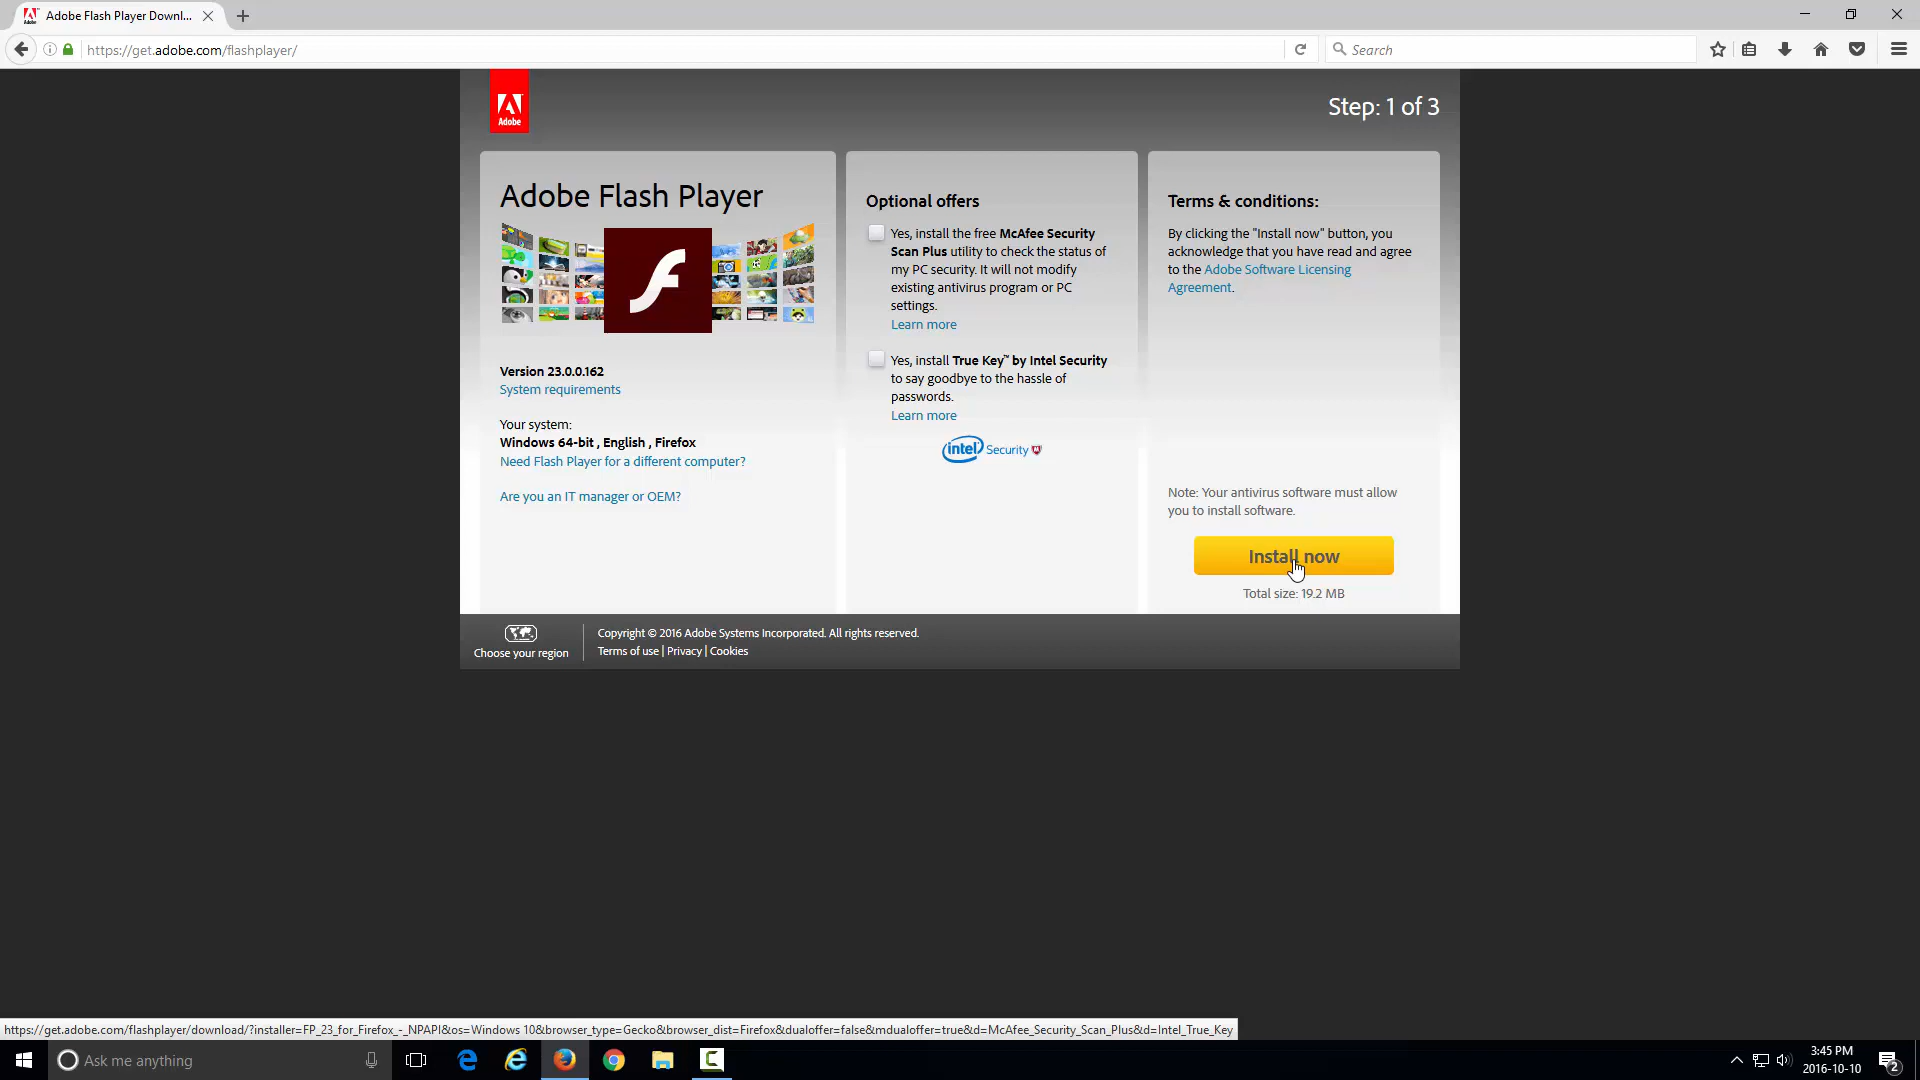 Adobe Flash Player Downl...
https://get.adobe.com/flashplayer/
Search
Adobe
Step: 1 of 3
Adobe Flash Player
Version 23.0.0.162
System requirements
Your system:
Windows 64-bit , English , Firefox
Need Flash Player for a different computer?
Are you an IT manager or OEM?
Optional offers
Yes, install the free McAfee Security
Scan Plus utility to check the status of
my PC security. It will not modify
existing antivirus program or PC
settings.
Learn more
Yes, install True Key™ by Intel Security
to say goodbye to the hassle of
passwords.
Learn more
intel Security
Terms & conditions:
By clicking the "Install now" button, you
acknowledge that you have read and agree
to the Adobe Software Licensing
Agreement.
Note: Your antivirus software must allow
you to install software.
Install now
Total size: 19.2 MB
Choose your region
Copyright © 2016 Adobe Systems Incorporated. All rights reserved.
Terms of use | Privacy | Cookies
https://get.adobe.com/flashplayer/download/?installer=FP_23_for_Firefox_-_NPAPI&os=Windows 10&browser_type=Gecko&browser_dist=Firefox&dualoffer=false&mdualoffer=true&d=McAfee_Security_Scan_Plus&d=Intel_True_Key
Ask me anything
3:45 PM
2016-10-10
2